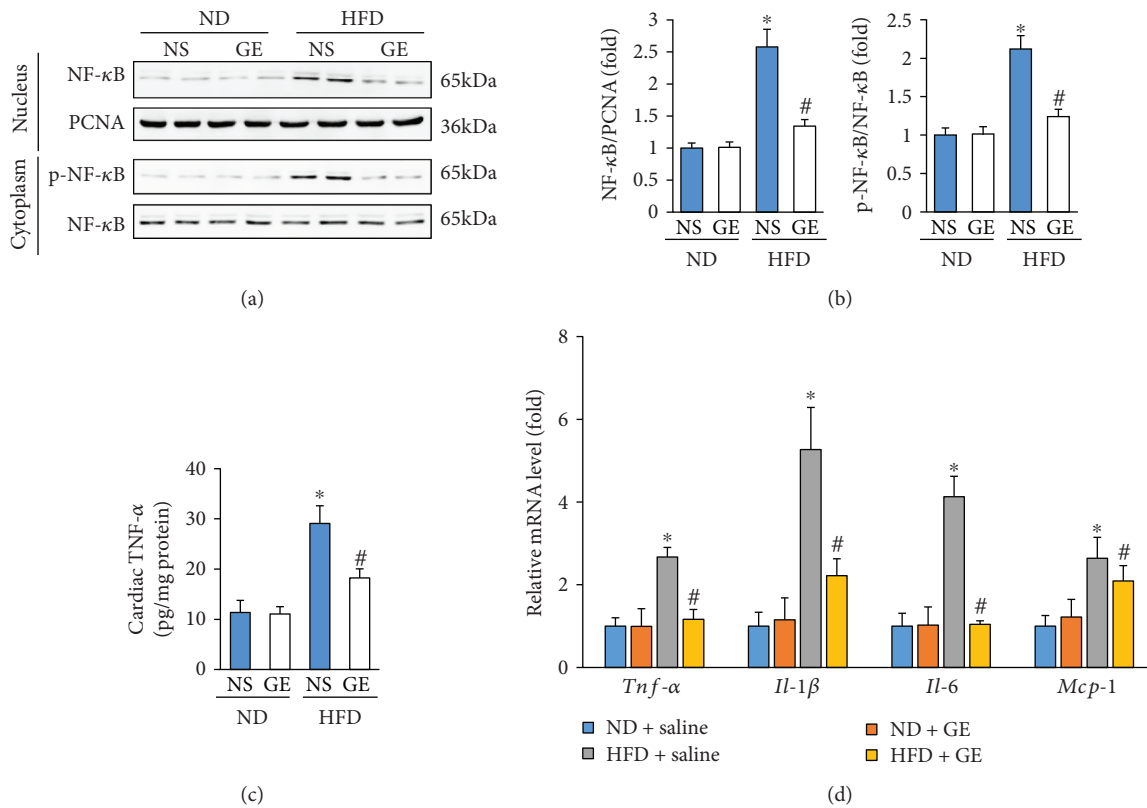 ND HFD
NS GE NS GE
Nucleus
NF-κB 65kDa
PCNA 36kDa
Cytoplasm
p-NF-κB 65kDa
NF-κB 65kDa
(a)
NF-κB/PCNA (fold)
3
2.5
2
1.5
1
0.5
0
*
#
NS GE NS GE
ND HFD
p-NF-κB/NF-κB (fold)
2.5
2
1.5
1
0.5
0
*
#
NS GE NS GE
ND HFD
(b)
Cardiac TNF-α
(pg/mg protein)
40
30
20
10
0
*
#
NS GE NS GE
ND HFD
(c)
Relative mRNA level (fold)
8
6
4
2
0
* # * # * # * #
Tnf-α Il-1β Il-6 Mcp-1
ND + saline ND + GE
HFD + saline HFD + GE
(d)